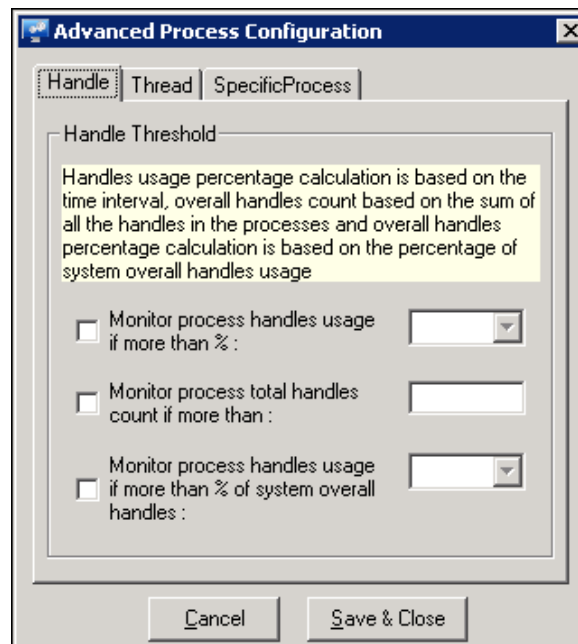 Advanced Process Configuration
Handle Thread SpecificProcess
Handle Threshold
Handles usage percentage calculation is based on the
time interval, overall handles count based on the sum of
all the handles in the processes and overall handles
percentage calculation is based on the percentage of
system overall handles usage
Monitor process handles usage
if more than % :
Monitor process total handles
count if more than :
Monitor process handles usage
if more than % of system overall
handles :
Cancel Save & Close